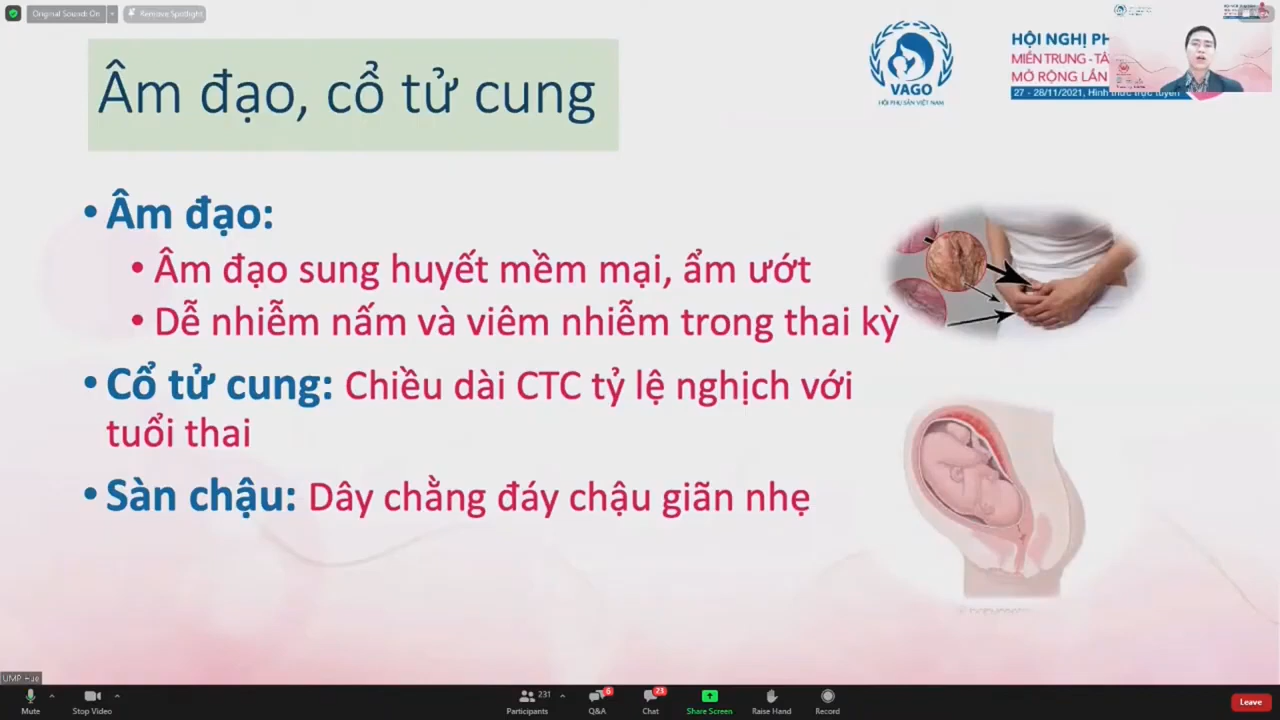 Original Sound: On
Remove Spotlight
Âm đạo, cổ tử cung
VAGO
HỘI PHỤ SẢN VIỆT NAM
HỘI NGHỊ PH
MIỀN TRUNG - TÂ
MỞ RỘNG LẦN
27 - 28/11/2021, Hình thức trực tuyến
• Âm đạo:
• Âm đạo sung huyết mềm mại, ẩm ướt
• Dễ nhiễm nấm và viêm nhiễm trong thai kỳ
• Cổ tử cung: Chiều dài CTC tỷ lệ nghịch với
tuổi thai
• Sàn chậu: Dây chằng đáy chậu giãn nhẹ
UMP Hue
Mute
Stop Video
231
Participants
6
Q&A
23
Chat
Share Screen
Raise Hand
Record
Leave